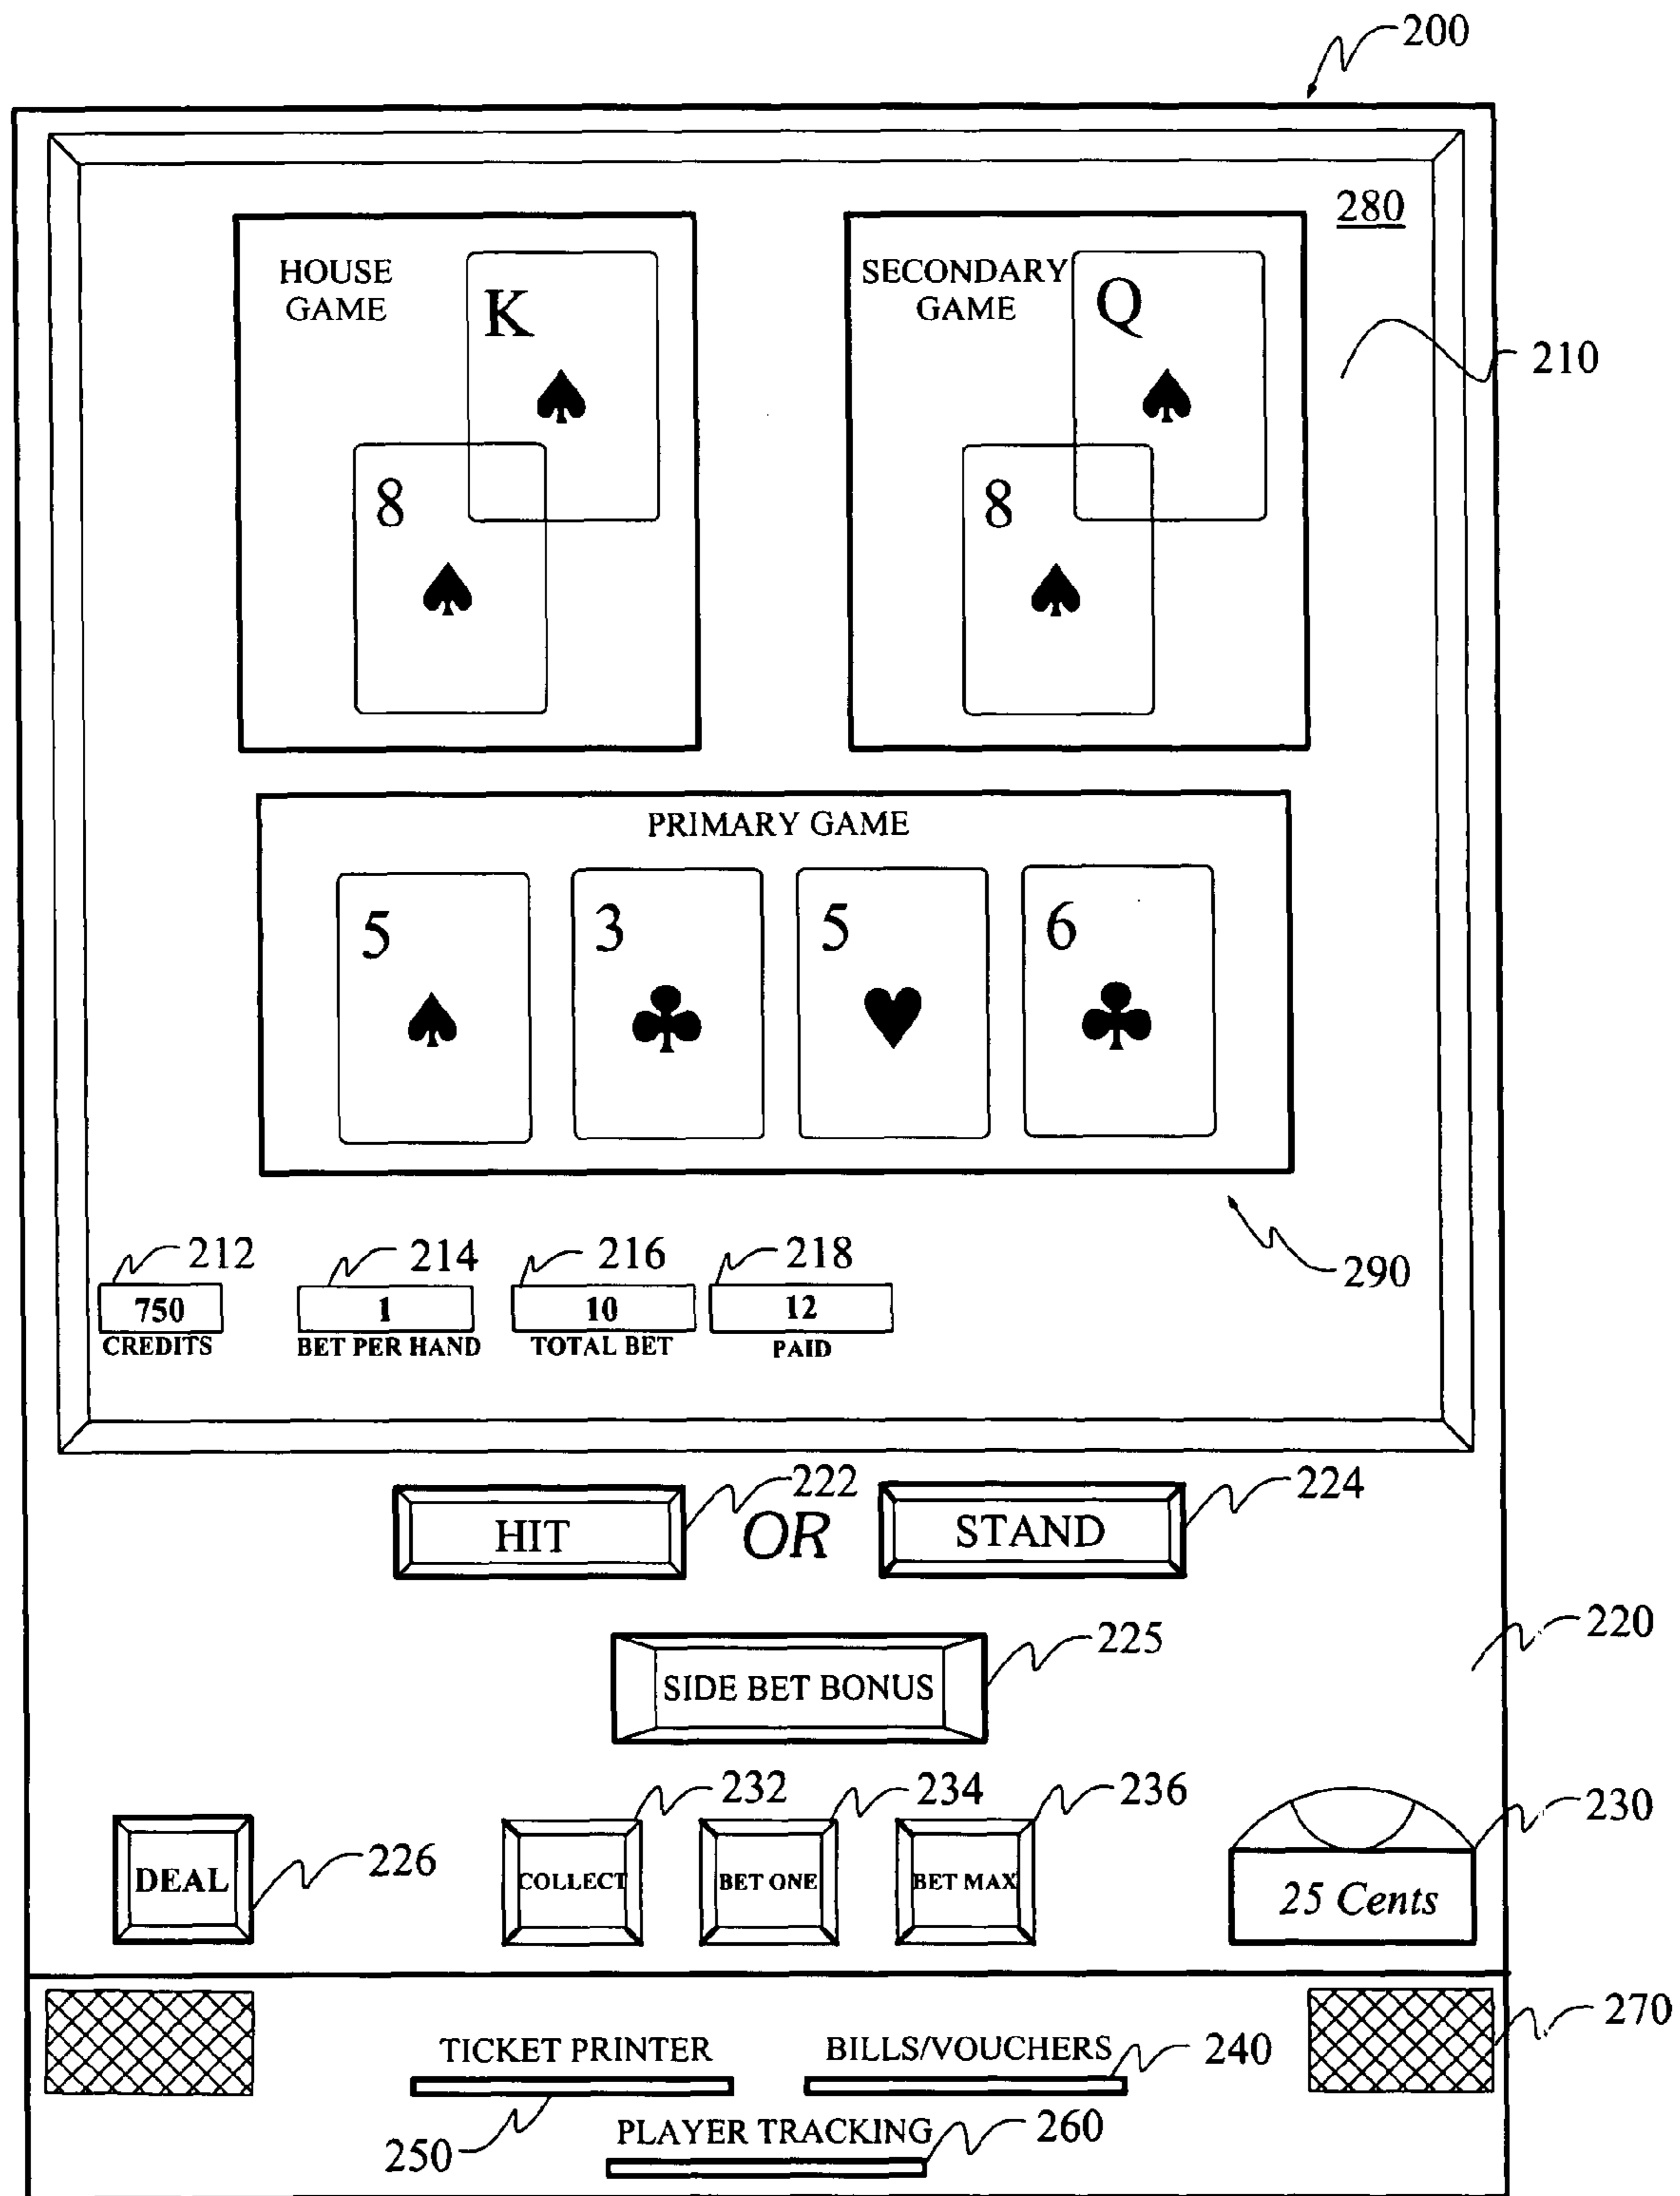 200
280
HOUSE
GAME
K
8
SECONDARY
GAME
Q
8
210
PRIMARY GAME
5
3
5
6
290
212
214
216
218
750
1
10
12
CREDITS
BET PER HAND
TOTAL BET
PAID
222
224
HIT
OR
STAND
220
225
SIDE BET BONUS
232
234
236
230
226
DEAL
COLLECT
BET ONE
BET MAX
25 Cents
270
TICKET PRINTER
BILLS/VOUCHERS
240
250
PLAYER TRACKING
260